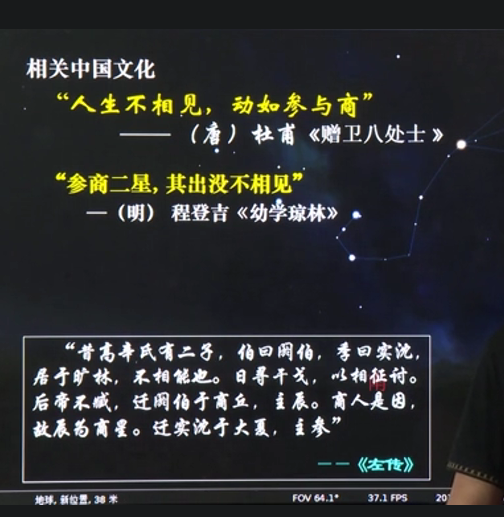 相关中国文化
“人生不相见，动如参与商”
——（唐）杜甫《赠卫八处士》
“参商二星，其出没不相见”
—（明） 程登吉《幼学琼林》
“昔高辛氏有二子，伯曰阏伯，季曰实沈，
居于旷林，不相能也。日寻干戈，以相征讨。
后帝不臧，迁阏伯于商丘，主辰。商人是因，
故辰为商星。迁实沈于大夏，主参”
——《左传》
地球, 新位置, 38 米 FOV 64.1° 37.1 FPS